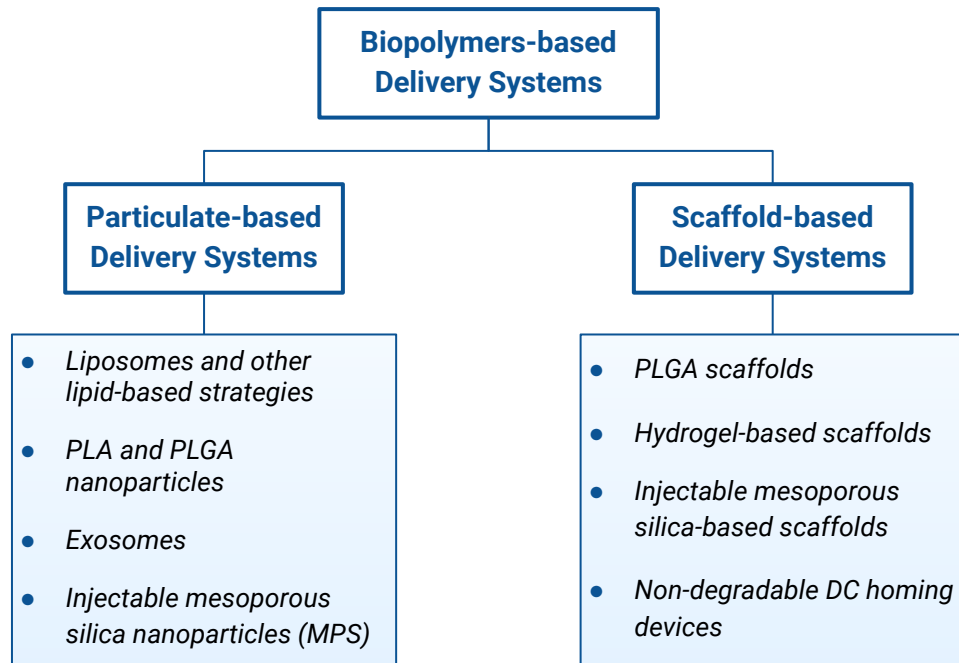 Biopolymers-based
Delivery Systems
Particulate-based
Delivery Systems
Scaffold-based
Delivery Systems
● Liposomes and other
lipid-based strategies
● PLA and PLGA
nanoparticles
● Exosomes
● Injectable mesoporous
silica nanoparticles (MPS)
● PLGA scaffolds
● Hydrogel-based scaffolds
● Injectable mesoporous
silica-based scaffolds
● Non-degradable DC homing
devices